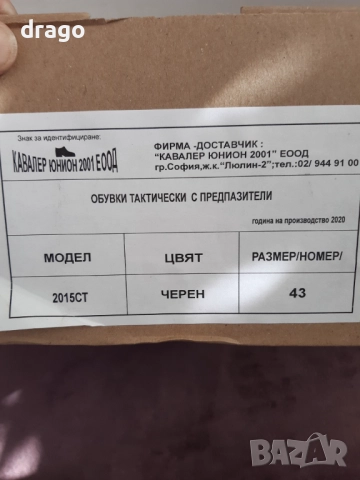 drago
Знак за идентифициране:
КАВАЛЕР ЮНИОН 2001 ЕООД
ФИРМА -ДОСТАВЧИК :
"КАВАЛЕР ЮНИОН 2001" ЕООД
гр.София,ж.к."Люлин-2";тел.:02/ 944 91 00
ОБУВКИ ТАКТИЧЕСКИ С ПРЕДПАЗИТЕЛИ
година на производство 2020
МОДЕЛ ЦВЯТ РАЗМЕР/НОМЕР/
2015СТ ЧЕРЕН 43
BAZAR